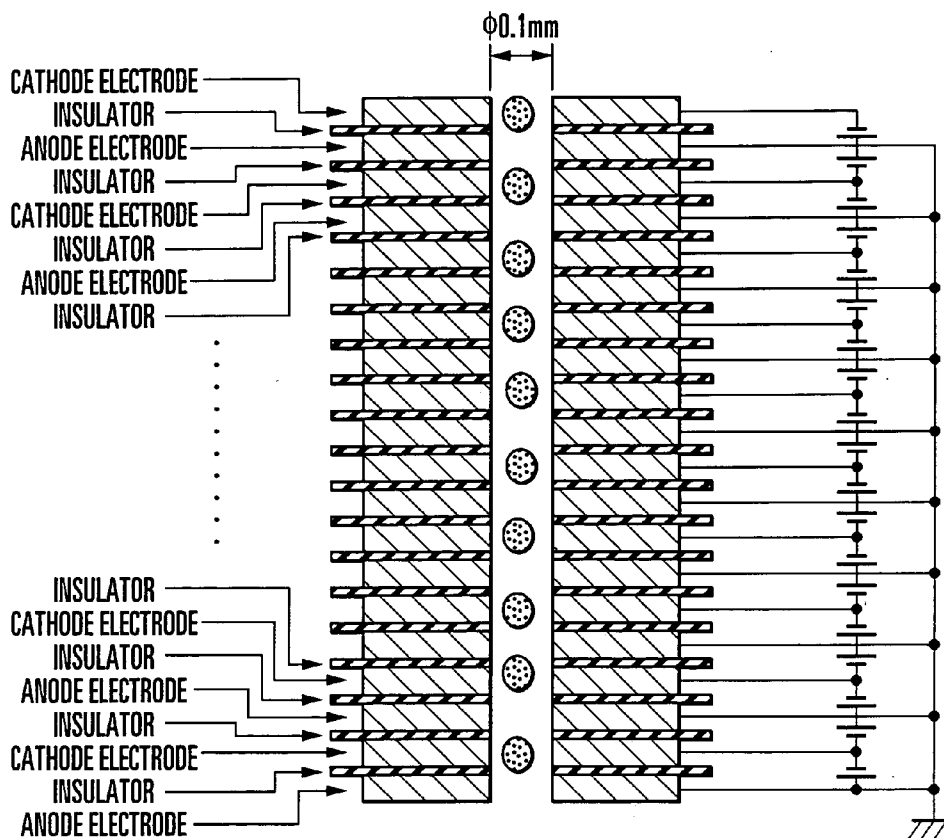 ϕ0.1mm
CATHODE ELECTRODE
INSULATOR
ANODE ELECTRODE
INSULATOR
CATHODE ELECTRODE
INSULATOR
ANODE ELECTRODE
INSULATOR
INSULATOR
CATHODE ELECTRODE
INSULATOR
ANODE ELECTRODE
INSULATOR
CATHODE ELECTRODE
INSULATOR
ANODE ELECTRODE